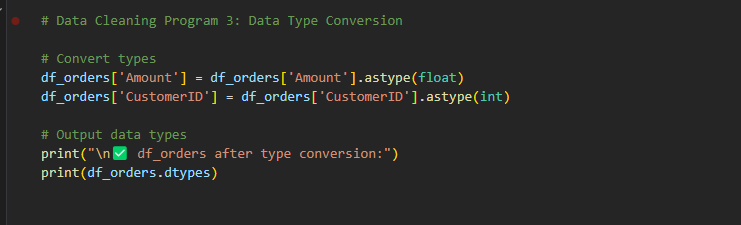 # Data Cleaning Program 3: Data Type Conversion
# Convert types
df_orders['Amount'] = df_orders['Amount'].astype(float)
df_orders['CustomerID'] = df_orders['CustomerID'].astype(int)
# Output data types
print("\n✅ df_orders after type conversion:")
print(df_orders.dtypes)